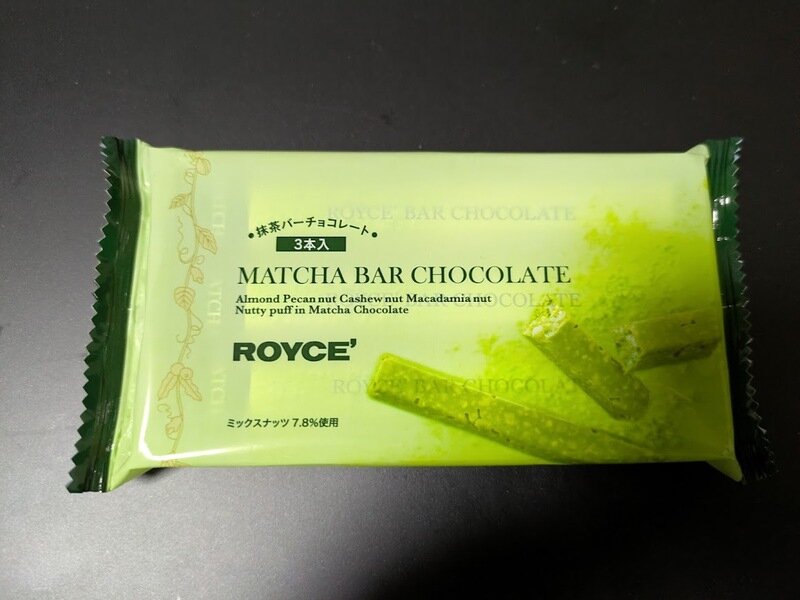 ROYCE' BAR CHOCOLATE
抹茶バーチョコレート
3本入
MATCHA BAR CHOCOLATE
Almond Pecan nut Cashew nut Macadamia nut
BAR CHOCOLATE
Nutty puff in Matcha Chocolate
ROYCE'
ROYCE' BAR CHOCOLATE
ミックスナッツ 7.8%使用